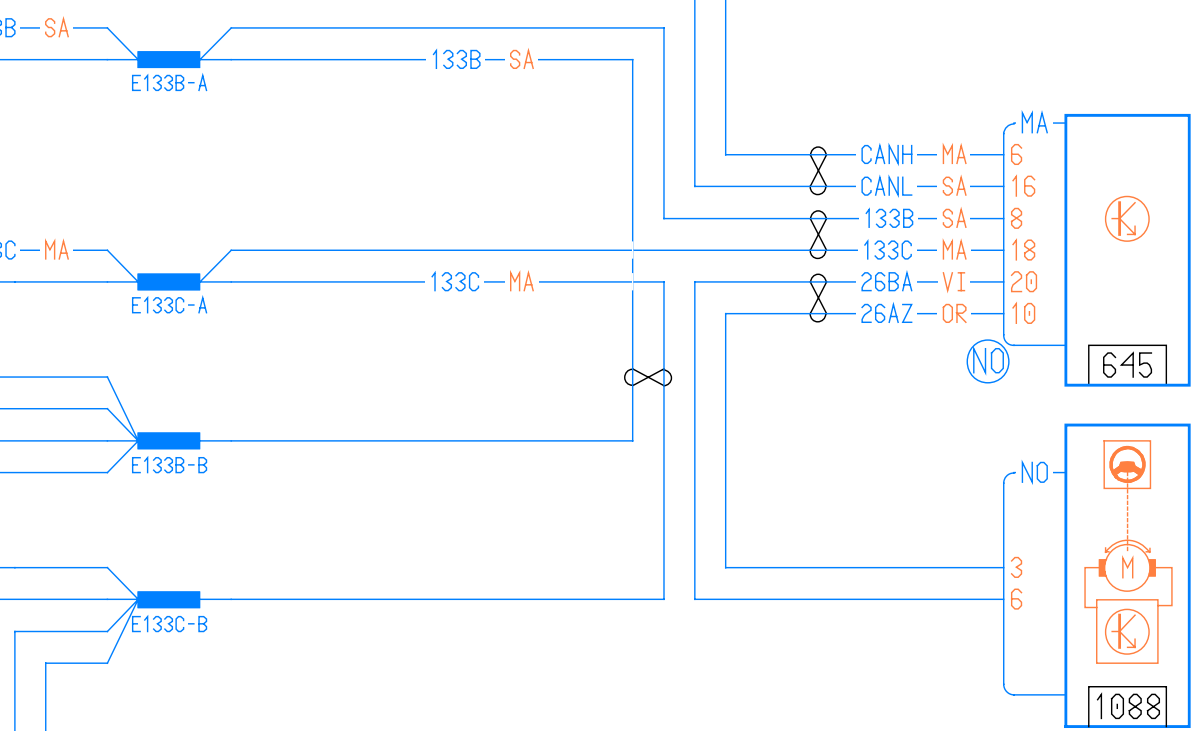 B SA
133B SA
E133B-A
MA
CANH MA 6
CANL SA 16
133B SA 8
C MA
133C MA 18
133C MA
26BA VI 20
E133C-A
26AZ OR 10
NO
645
E133B-B
NO
3
M
6
E133C-B
1088